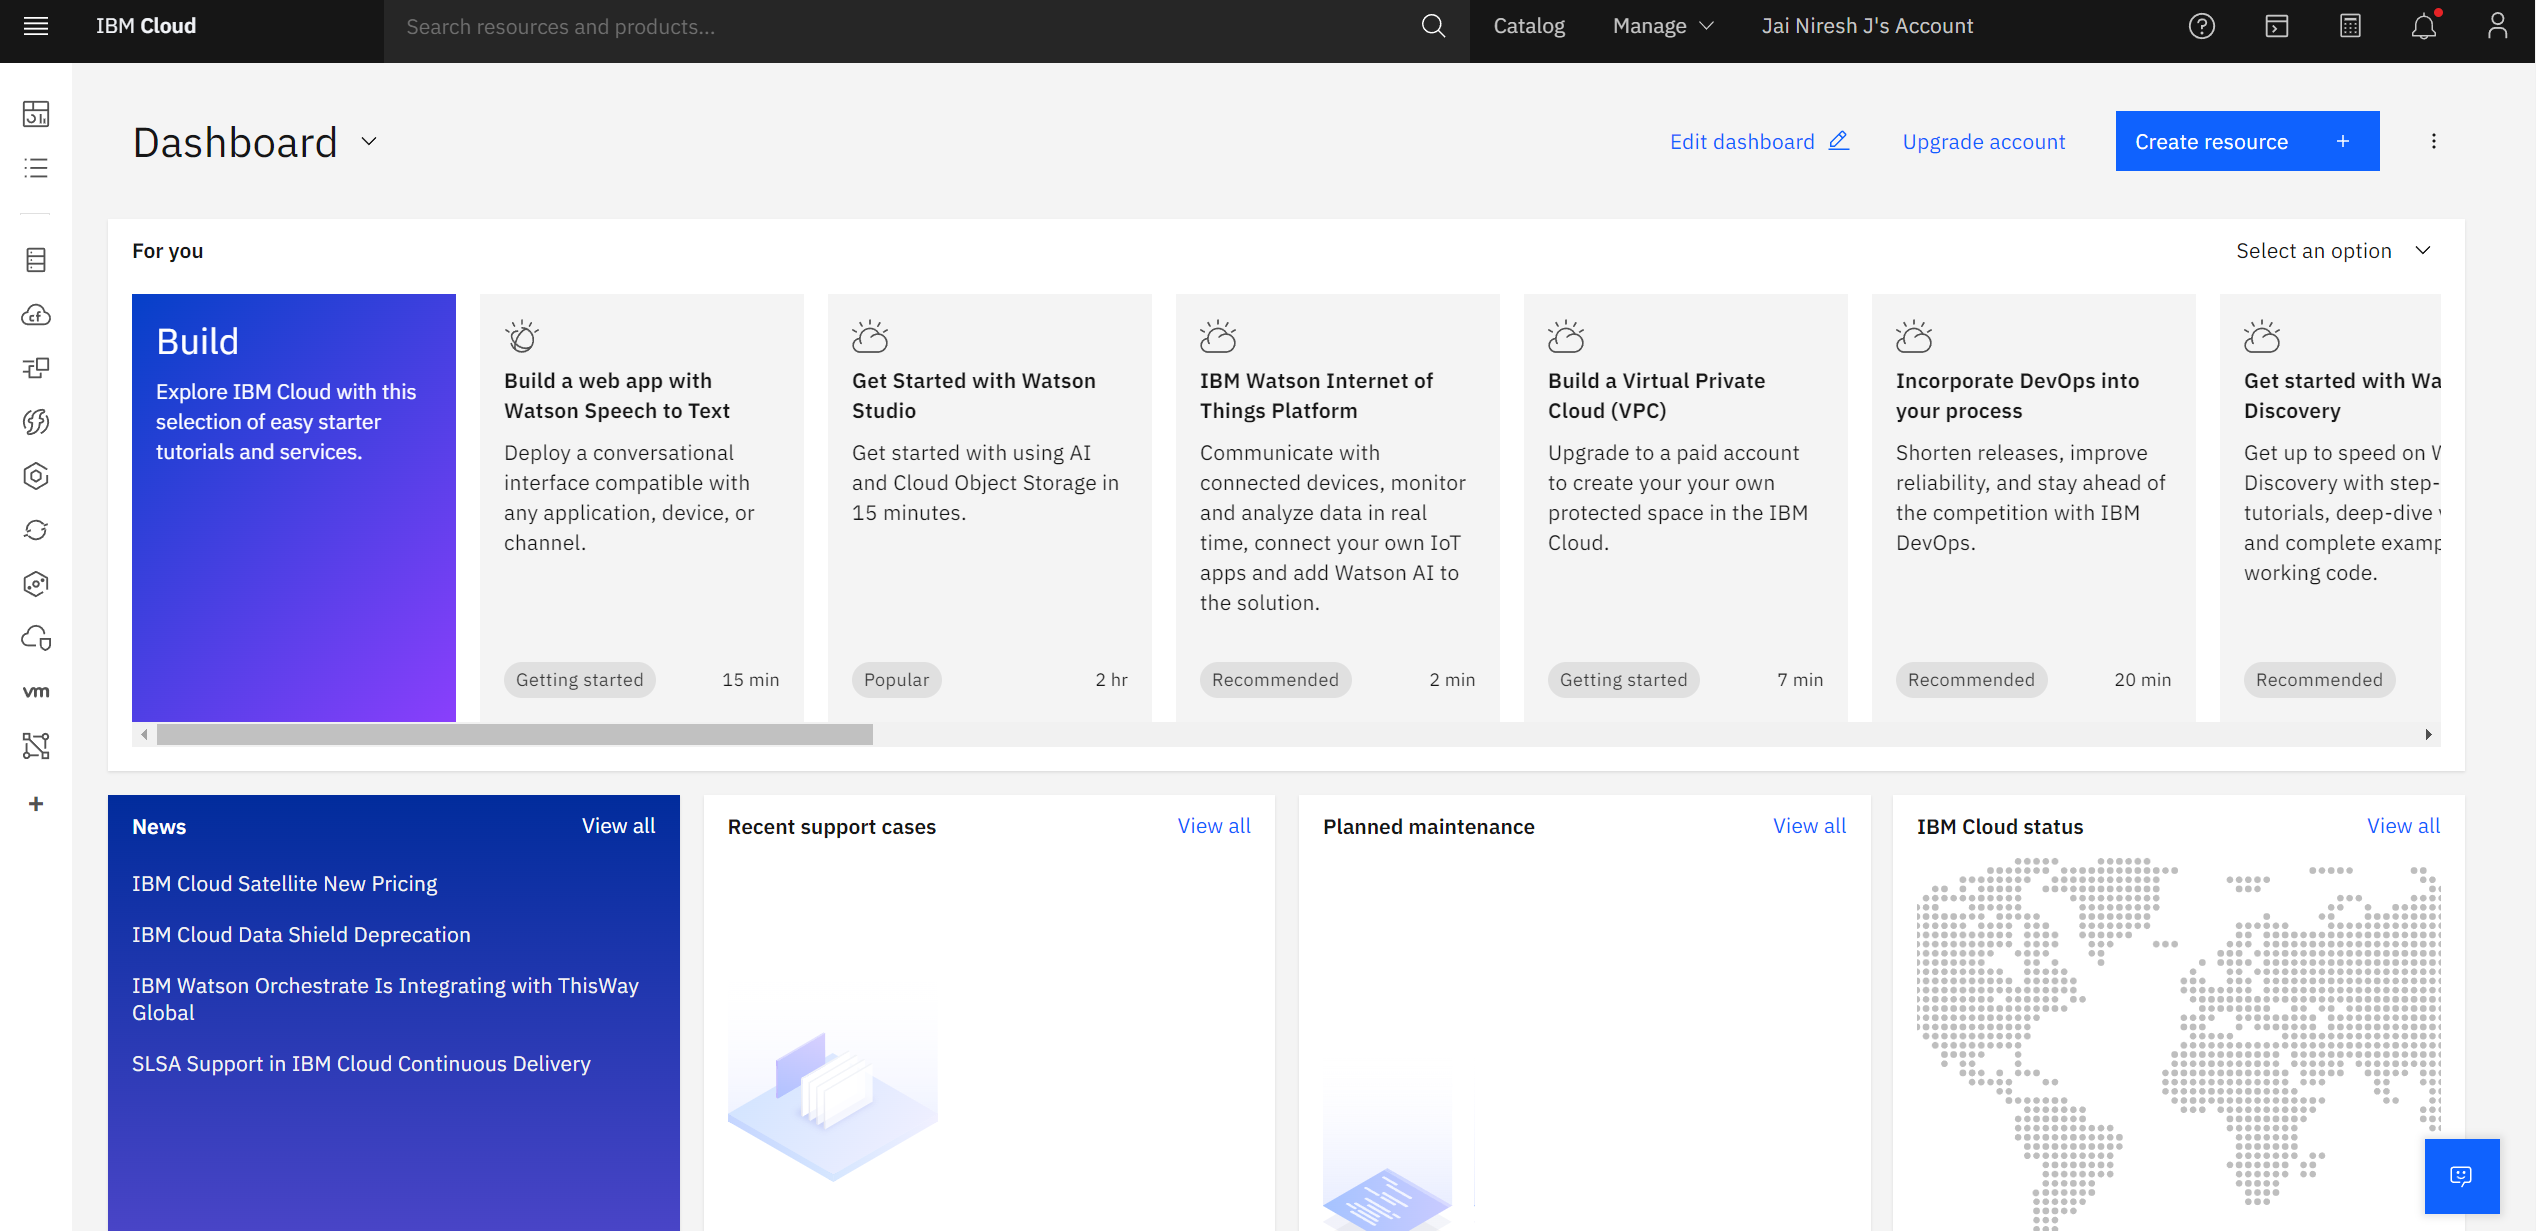 IBM Cloud
Search resources and products...
Catalog
Manage
Jai Niresh J's Account
Dashboard
Edit dashboard
Upgrade account
Create resource +
For you
Select an option
Build
Explore IBM Cloud with this
selection of easy starter
tutorials and services.
Build a web app with
Watson Speech to Text
Deploy a conversational
interface compatible with
any application, device, or
channel.
Getting started
15 min
Get Started with Watson
Studio
Get started with using AI
and Cloud Object Storage in
15 minutes.
Popular
2 hr
IBM Watson Internet of
Things Platform
Communicate with
connected devices, monitor
and analyze data in real
time, connect your own IoT
apps and add Watson AI to
the solution.
Recommended
2 min
Build a Virtual Private
Cloud (VPC)
Upgrade to a paid account
to create your your own
protected space in the IBM
Cloud.
Getting started
7 min
Incorporate DevOps into
your process
Shorten releases, improve
reliability, and stay ahead of
the competition with IBM
DevOps.
Recommended
20 min
Get started with Wa
Discovery
Get up to speed on
Discovery with step-
tutorials, deep-dive
and complete examp
working code.
Recommended
cf
vm
News
View all
IBM Cloud Satellite New Pricing
IBM Cloud Data Shield Deprecation
IBM Watson Orchestrate Is Integrating with ThisWay
Global
SLSA Support in IBM Cloud Continuous Delivery
Recent support cases
View all
Planned maintenance
View all
IBM Cloud status
View all